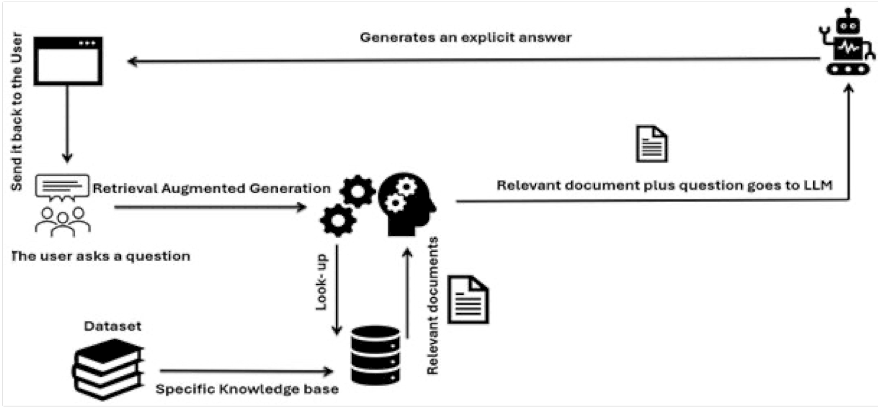 Generates an explicit answer
Send it back to the User
Retrieval Augmented Generation
Relevant document plus question goes to LLM
The user asks a question
Look- up
Relevant documents
Dataset
Specific Knowledge base